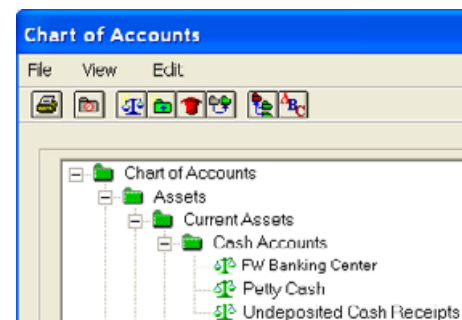 Chart of Accounts
File View Edit
ABC
Chart of Accounts
Assets
Current Assets
Cash Accounts
FW Banking Center
Petty Cash
Undeposited Cash Receipts